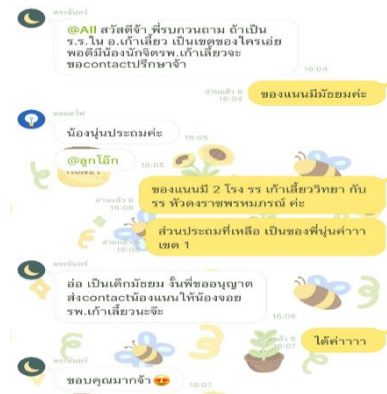 พระจันทร์
@All สวัสดีจ้า พี่รบกวนถาม ถ้าเป็น
ร.ร.ใน อ.เก้าเลี้ยว เป็นเขตของใครเอ่ย
พอดีมีน้องนักจิตรพ.เก้าเลี้ยวจะ
ขอcontactปรึกษาจ้า
16:04
อ่านแล้ว 6
16:04
ของแนนมีมัธยมค่ะ
หลอดไฟ
น้องนุ่นประถมค่ะ
16:05
@ลูกโอ๊ก
16:05
ของแนนมี 2 โรง รร เก้าเลี้ยววิทยา กับ
รร หัวดงราชพรหมภรณ์ ค่ะ
อ่านแล้ว 6
16:06
ส่วนประถมที่เหลือ เป็นของพี่นุ่นค่าาา
เขต 1
อ่านแล้ว 6
16:06
พระจันทร์
อ่อ เป็นเด็กมัธยม งั้นพี่ขออนุญาต
ส่งcontactน้องแนนให้น้องจอย
รพ.เก้าเลี้ยวนะจ๊ะ
16:06
อ่านแล้ว 6
16:07
ได้ค่าาาา
พระจันทร์
ขอบคุณมากจ้า 😍
16:07